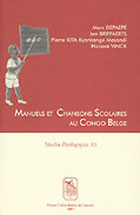 Marc DEPAEPE
Jan BRIFFAERTS
Pierre KITA Kyankenge Masandi
Honoré VINCK
MANUELS ET CHANSONS SCOLAIRES
AU CONGO BELGE
Studia Paedagogica 33
Presses Universitaires de Louvain